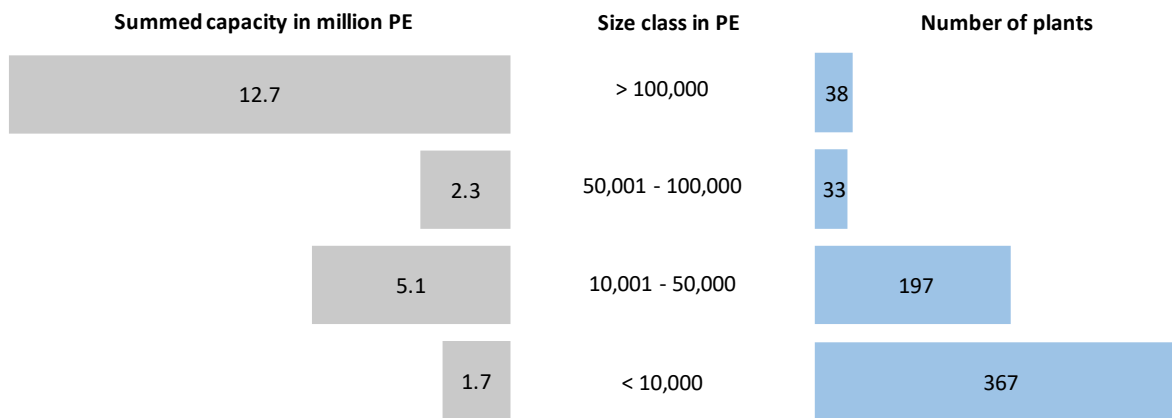 Summed capacity in million PE Size class in PE Number of plants
12.7 > 100,000 38
2.3 50,001 - 100,000 33
5.1 10,001 - 50,000 197
1.7 < 10,000 367